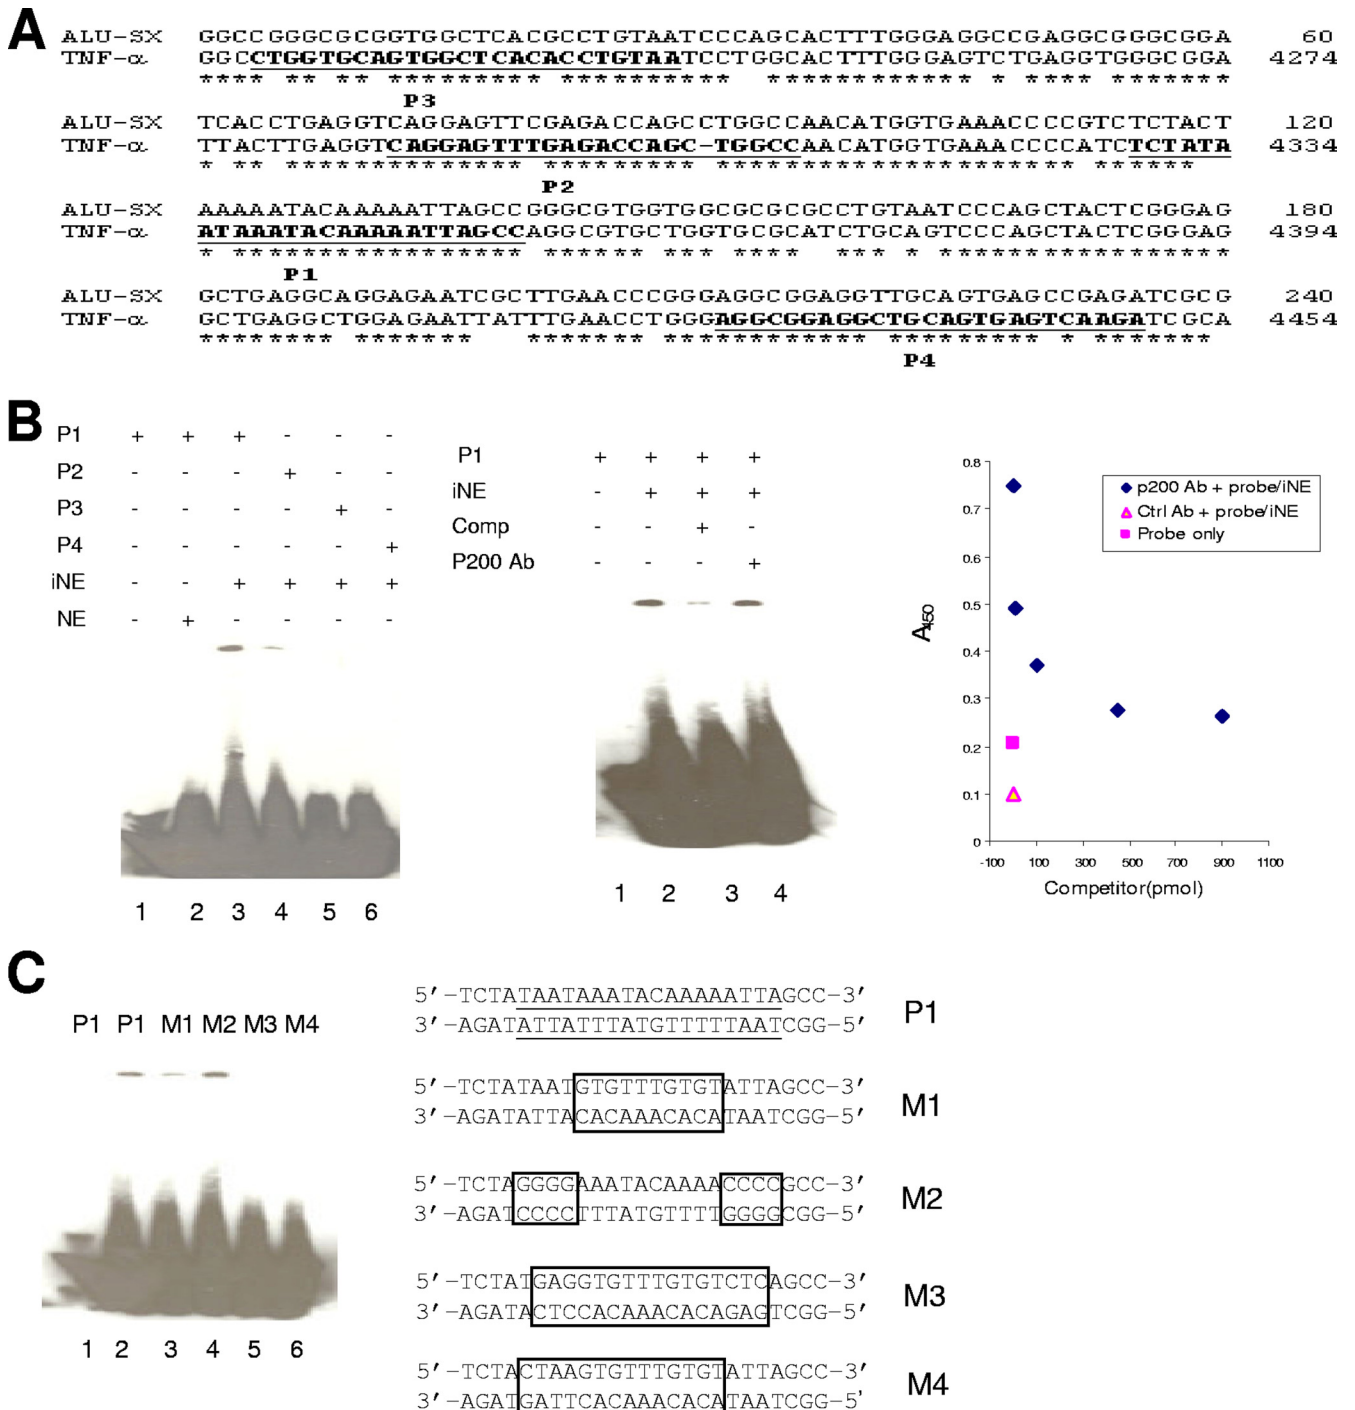 A
ALU-SX GGCCGGGCGCGGTGGCTCACGCCTGTAATCCCAGCACTTTGGGAGGCCGAGGCGGGCGGA 60
TNF-α GGCCTGGTGCAGTGGCTCACACCTGTAATCCTGGCACTTTGGGAGTCTGAGGTGGGCGGA 4274
**** ** ** ********* ********** *********** * *** *******
P3
ALU-SX TCACCTGAGGTCAGGAGTTCGAGACCAGCCTGGCCAACATGGTGAAACCCCGTCTCTACT 120
TNF-α TTACTTGAGGTCAGGAGTTTGAGACCAGC-TGGCCAACATGGTGAAACCCCATCTCTATA 4334
* ** ************** ********* ********************* ******
P2
ALU-SX AAAAATACAAAAATTAGCCGGGCGTGGTGGCGCGCGCCTGTAATCCCAGCTACTCGGGAG 180
TNF-α ATAAATACAAAAATTAGCCAGGCGTGCTGGTGCGCATCTGCAGTCCCAGCTACTCGGGAG 4394
* **************** ****** *** **** *** * *****************
P1
ALU-SX GCTGAGGCAGGAGAATCGCTTGAACCCGGGAGGCGGAGGTTGCAGTGAGCCGAGATCGCG 240
TNF-α GCTGAGGCTGGAGAATTATTTGAACCTGGGAGGCGGAGGCTGCAGTGAGTCAAGATCGCA 4454
******** ******* ******* ************ ********* * *******
P4
B
P1 + + + - - -
P2 - - - + - -
P3 - - - - + -
P4 - - - - - +
iNE - - + + + +
NE - + - - - -
1 2 3 4 5 6
P1 + + + +
iNE - + + +
Comp - - + -
P200 Ab - - - +
1 2 3 4
0.8
0.7
0.6
0.5
0.4
0.3
0.2
0.1
0
A450
p200 Ab + probe/iNE
Ctrl Ab + probe/iNE
Probe only
-100 100 300 500 700 900 1100
Competitor(pmol)
C
P1 P1 M1 M2 M3 M4
1 2 3 4 5 6
5′-TCTATAATAAATACAAAAATTAGCC-3′
3′-AGATATTATTTATGTTTTTAATCGG-5′
P1
5′-TCTATAATGTGTTTGTGTATTAGCC-3′
3′-AGATATTACACAAACACATAATCGG-5′
M1
5′-TCTAGGGGAAATACAAAACCCCGCC-3′
3′-AGATCCCCTTTATGTTTTGGGGCGG-5′
M2
5′-TCTATGAGGTGTTTGTGTCTCAGCC-3′
3′-AGATACTCCACAAACACAGAGTCGG-5′
M3
5′-TCTACTAAGTGTTTGTGTATTAGCC-3′
3′-AGATGATTCACAAACACATAATCGG-5'
M4